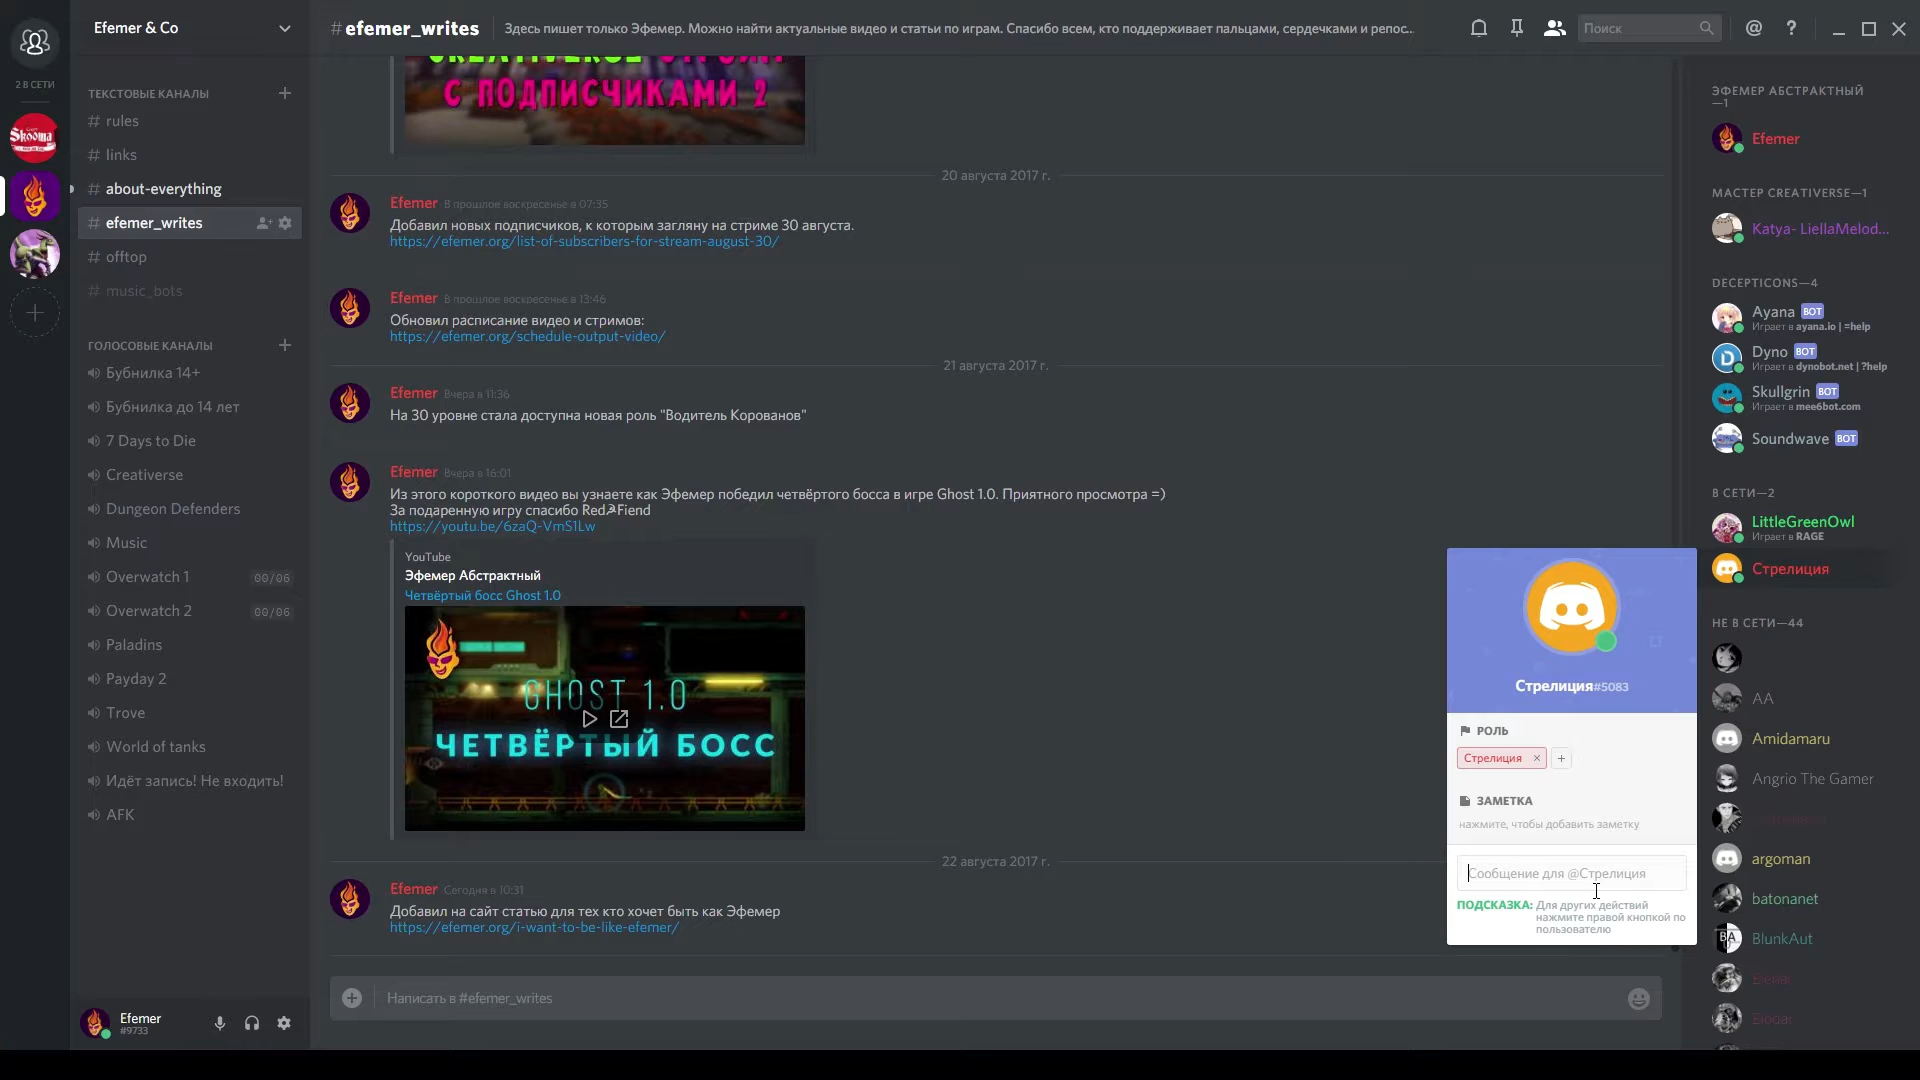 Efemer & Co
2 В СЕТИ
Skooma
ТЕКСТОВЫЕ КАНАЛЫ
# rules
# links
# about-everything
# efemer_writes
# offtop
# music_bots
ГОЛОСОВЫЕ КАНАЛЫ
Бубнилка 14+
Бубнилка до 14 лет
7 Days to Die
Creativerse
Dungeon Defenders
Music
Overwatch 1 00/06
Overwatch 2 00/06
Paladins
Payday 2
Trove
World of tanks
Идёт запись! Не входить!
AFK
Efemer
#9733
#efemer_writes
Здесь пишет только Эфемер. Можно найти актуальные видео и статьи по играм. Спасибо всем, кто поддерживает пальцами, сердечками и репос...
Поиск
С ПОДПИСЧИКАМИ 2
20 августа 2017 г.
Efemer В прошлое воскресенье в 07:35
Добавил новых подписчиков, к которым загляну на стриме 30 августа.
https://efemer.org/list-of-subscribers-for-stream-august-30/
Efemer В прошлое воскресенье в 13:46
Обновил расписание видео и стримов:
https://efemer.org/schedule-output-video/
21 августа 2017 г.
Efemer Вчера в 11:36
На 30 уровне стала доступна новая роль "Водитель Корованов"
Efemer Вчера в 16:01
Из этого короткого видео вы узнаете как Эфемер победил четвёртого босса в игре Ghost 1.0. Приятного просмотра =)
За подаренную игру спасибо Red☭Fiend
https://youtu.be/6zaQ-VmS1Lw
YouTube
Эфемер Абстрактный
Четвёртый босс Ghost 1.0
GHOST 1.0
ЧЕТВЁРТЫЙ БОСС
22 августа 2017 г.
Efemer Сегодня в 10:31
Добавил на сайт статью для тех кто хочет быть как Эфемер
https://efemer.org/i-want-to-be-like-efemer/
Написать в #efemer_writes
Стрелиция#5083
РОЛЬ
Стрелиция
ЗАМЕТКА
нажмите, чтобы добавить заметку
Сообщение для @Стрелиция
ПОДСКАЗКА: Для других действий
нажмите правой кнопкой по
пользователю
ЭФЕМЕР АБСТРАКТНЫЙ
—1
Efemer
МАСТЕР CREATIVERSE—1
Katya- LiellaMelod...
DECEPTICONS—4
Ayana BOT
Играет в ayana.io | =help
Dyno BOT
Играет в dynobot.net | ?help
Skullgrin BOT
Играет в mee6bot.com
Soundwave BOT
В СЕТИ—2
LittleGreenOwl
Играет в RAGE
Стрелиция
НЕ В СЕТИ—44
AA
Amidamaru
Angrio The Gamer
argoman
batonanet
BlunkAut